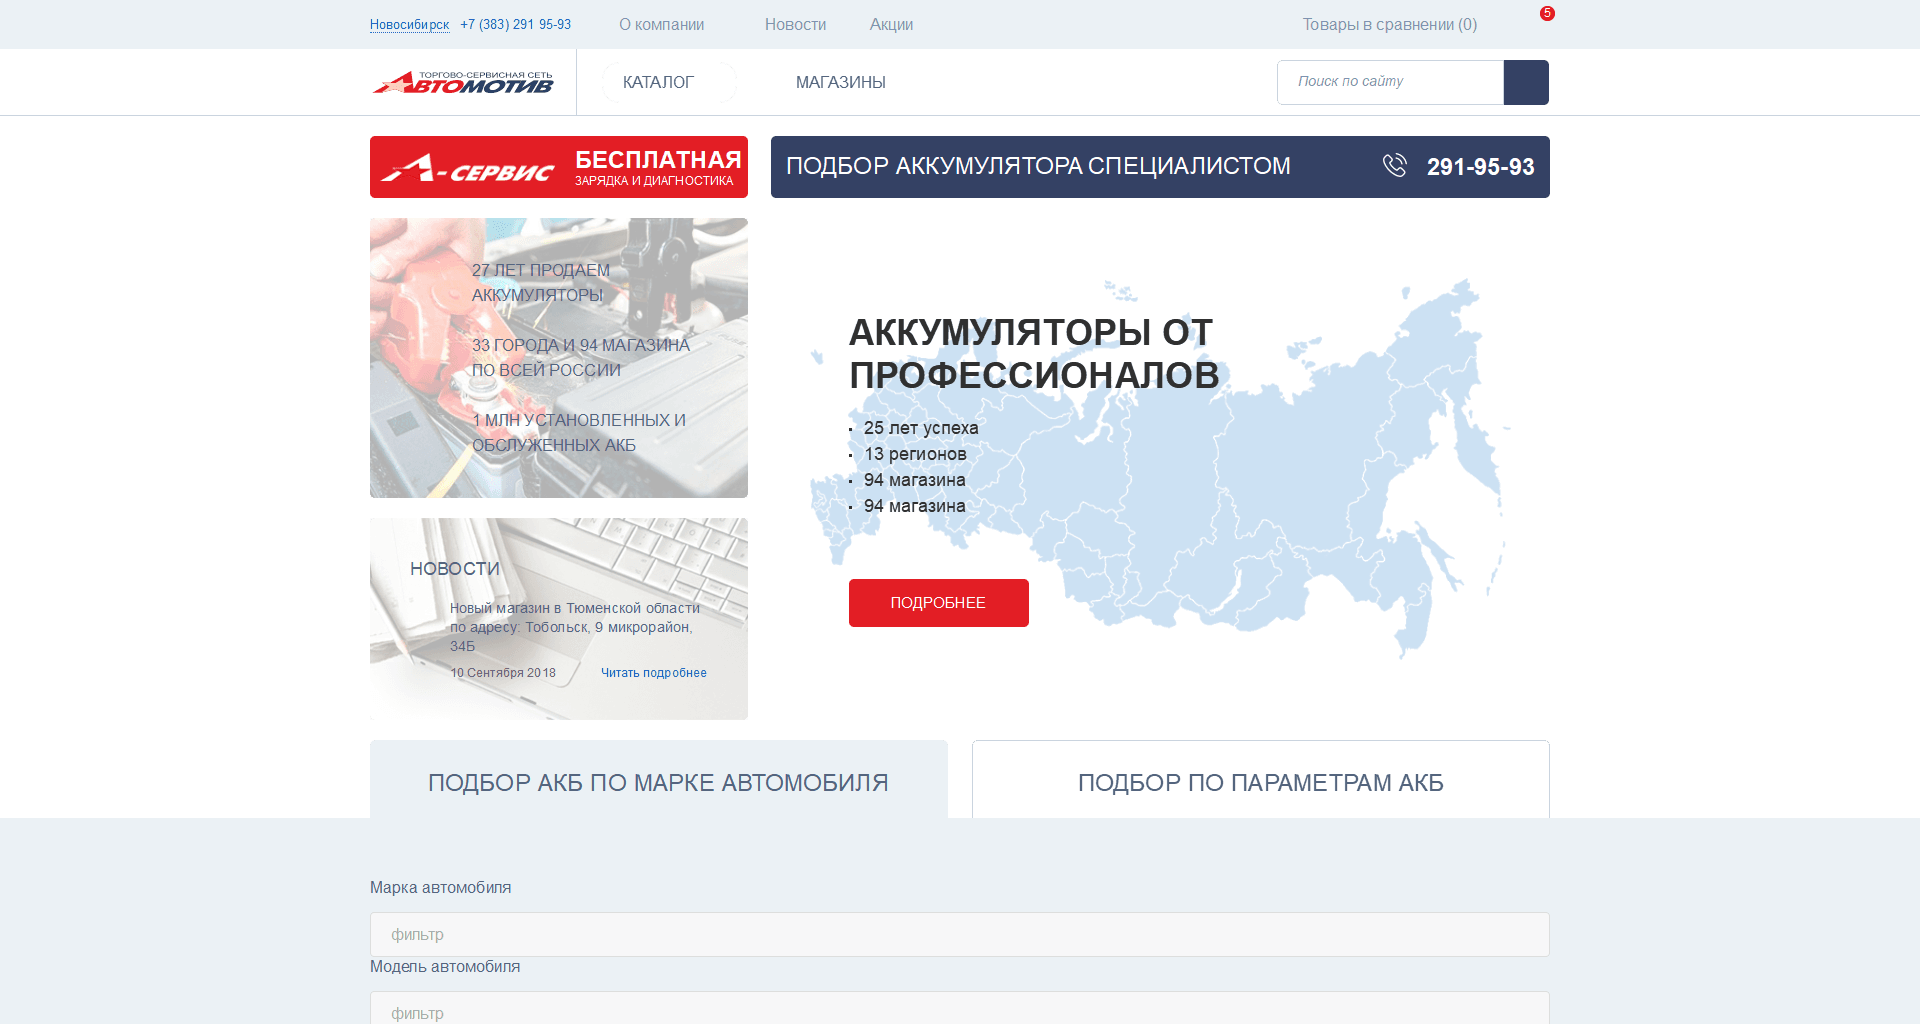 Новосибирск +7 (383) 291 95-93 О компании Новости Акции Товары в сравнении (0) 5
ТОРГОВО-СЕРВИСНАЯ СЕТЬ
АВТОМОТИВ
КАТАЛОГ МАГАЗИНЫ Поиск по сайту
А-СЕРВИС
БЕСПЛАТНАЯ
ЗАРЯДКА И ДИАГНОСТИКА
ПОДБОР АККУМУЛЯТОРА СПЕЦИАЛИСТОМ 291-95-93
27 ЛЕТ ПРОДАЕМ
АККУМУЛЯТОРЫ
33 ГОРОДА И 94 МАГАЗИНА
ПО ВСЕЙ РОССИИ
1 МЛН УСТАНОВЛЕННЫХ И
ОБСЛУЖЕННЫХ АКБ
АККУМУЛЯТОРЫ ОТ
ПРОФЕССИОНАЛОВ
25 лет успеха
13 регионов
94 магазина
94 магазина
ПОДРОБНЕЕ
НОВОСТИ
Новый магазин в Тюменской области
по адресу: Тобольск, 9 микрорайон,
34Б
10 Сентября 2018 Читать подробнее
ПОДБОР АКБ ПО МАРКЕ АВТОМОБИЛЯ ПОДБОР ПО ПАРАМЕТРАМ АКБ
Марка автомобиля
фильтр
Модель автомобиля
фильтр